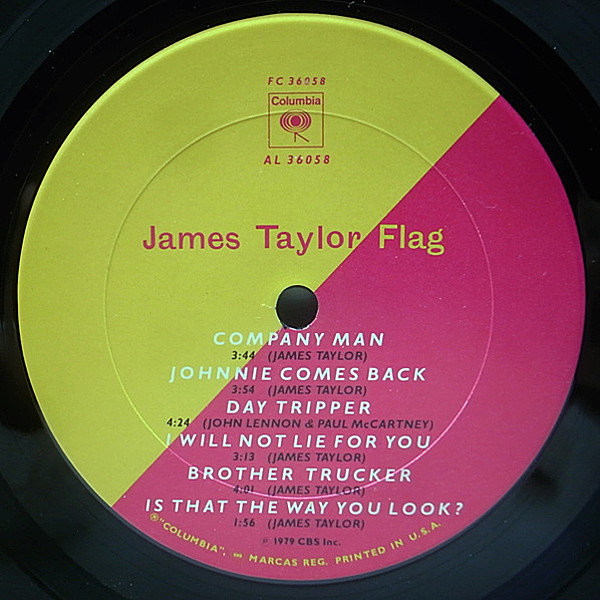 FC 36058
Columbia
AL 36058
James Taylor Flag
COMPANY MAN
3:44 (JAMES TAYLOR)
JOHNNIE COMES BACK
3:54 (JAMES TAYLOR)
DAY TRIPPER
4:24 (JOHN LENNON & PAUL McCARTNEY)
I WILL NOT LIE FOR YOU
3:13 (JAMES TAYLOR)
BROTHER TRUCKER
4:01 (JAMES TAYLOR)
IS THAT THE WAY YOU LOOK?
1:56 (JAMES TAYLOR)
℗ 1979 CBS Inc.
® "COLUMBIA", MARCAS REG. PRINTED IN U.S.A.